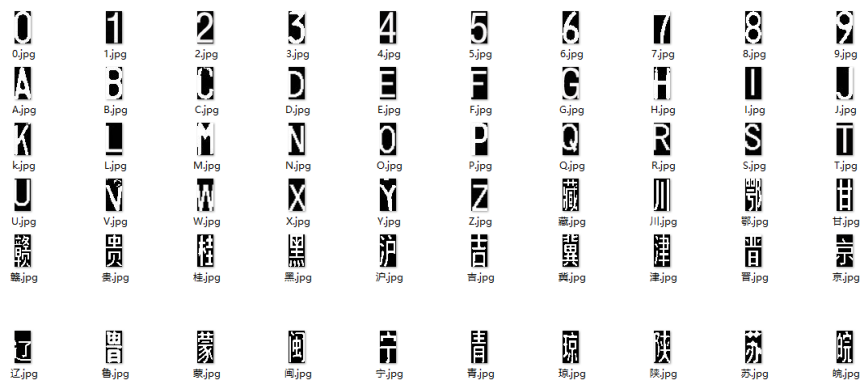 0 1 2 3 4 5 6 7 8 9
0.jpg 1.jpg 2.jpg 3.jpg 4.jpg 5.jpg 6.jpg 7.jpg 8.jpg 9.jpg
A B C D E F G H I J
A.jpg B.jpg C.jpg D.jpg E.jpg F.jpg G.jpg H.jpg I.jpg J.jpg
K L M N O P Q R S T
k.jpg L.jpg M.jpg N.jpg O.jpg P.jpg Q.jpg R.jpg S.jpg T.jpg
U V W X Y Z 藏 川 鄂 甘
U.jpg V.jpg W.jpg X.jpg Y.jpg Z.jpg 藏.jpg 川.jpg 鄂.jpg 甘.jpg
赣 贵 桂 黑 沪 吉 冀 津 晋 京
赣.jpg 贵.jpg 桂.jpg 黑.jpg 沪.jpg 吉.jpg 冀.jpg 津.jpg 晋.jpg 京.jpg
辽 鲁 蒙 闽 宁 青 琼 陕 苏 皖
辽.jpg 鲁.jpg 蒙.jpg 闽.jpg 宁.jpg 青.jpg 琼.jpg 陕.jpg 苏.jpg 皖.jpg